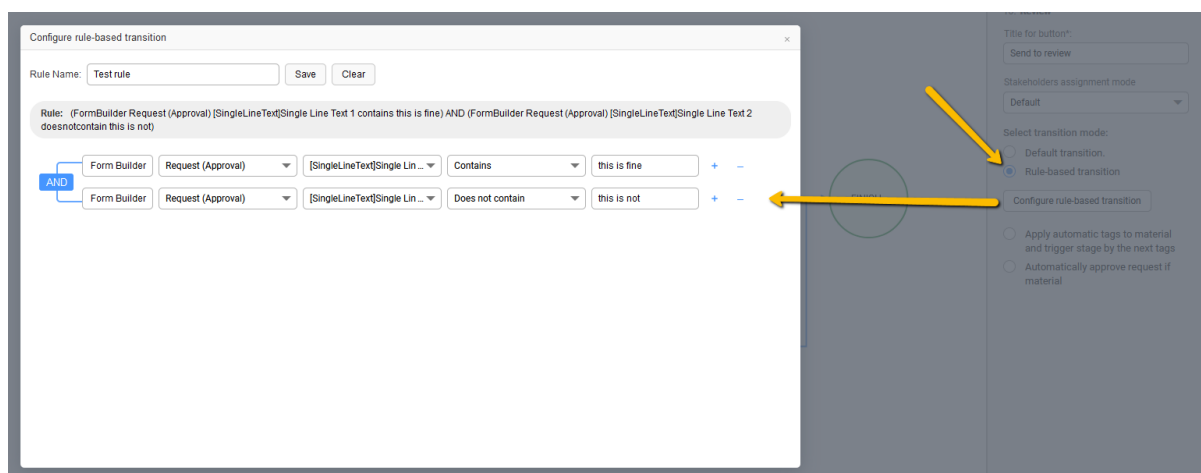 Configure rule-based transition ×
Rule Name: Test rule Save Clear
Rule: (FormBuilder Request (Approval) [SingleLineText]Single Line Text 1 contains this is fine) AND (FormBuilder Request (Approval) [SingleLineText]Single Line Text 2
doesnotcontain this is not)
AND
Form Builder Request (Approval) [SingleLineText]Single Lin ... Contains this is fine + –
Form Builder Request (Approval) [SingleLineText]Single Lin ... Does not contain this is not + –
Title for button*:
Send to review
Stakeholders assignment mode
Default
Select transition mode:
Default transition.
Rule-based transition
Configure rule-based transition
Apply automatic tags to material
and trigger stage by the next tags
Automatically approve request if
material